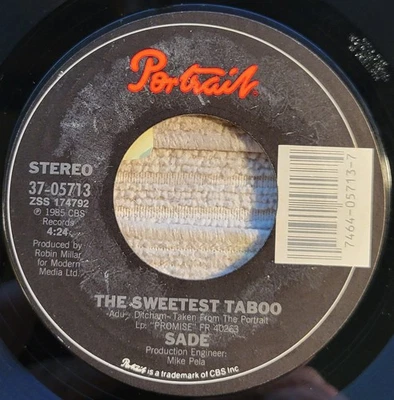 Portrait
STEREO
37-05713
ZSS 174792
℗ 1985 CBS
Records
4:24
Produced by
Robin Millar
for Modern
Media Ltd.
7464-05713-7
THE SWEETEST TABOO
-Adu, Ditcham-Taken From The Portrait
Lp: "PROMISE" FR 40263
SADE
Production Engineer:
Mike Pela
Portrait is a trademark of CBS Inc